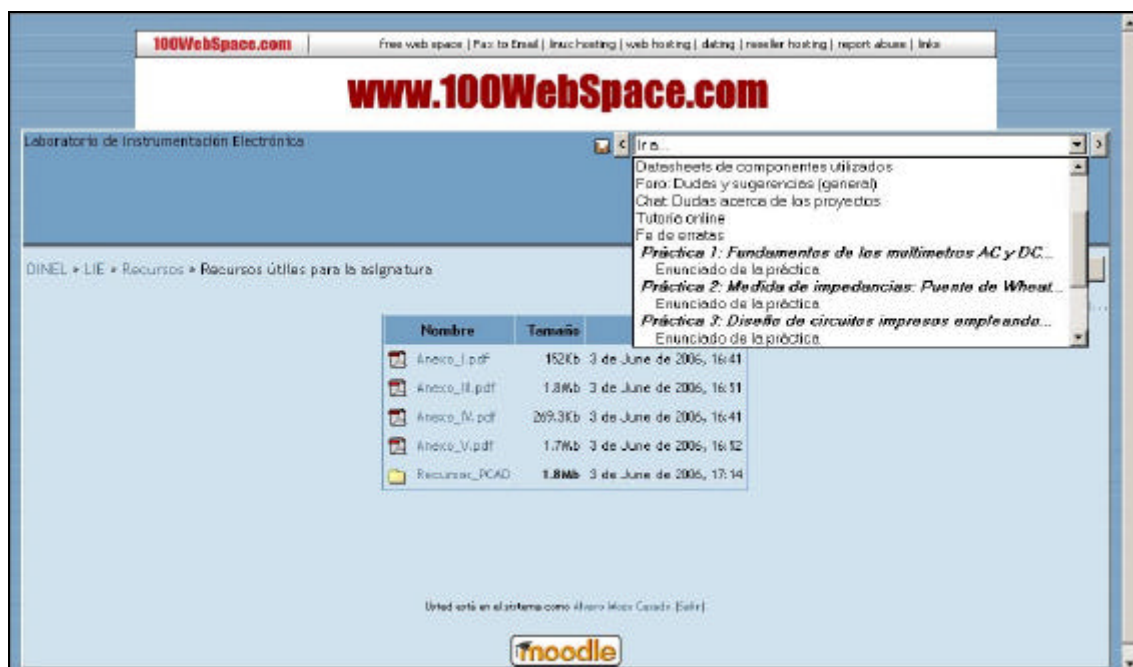 100WebSpace.com
free web space | Fax to Email | linux hosting | web hosting | dating | reseller hosting | report abuse | links
www.100WebSpace.com
Laboratorio de Instrumentación Electrónica
Ir a...
Datasheets de componentes utilizados
Foro: Dudas y sugerencias (general)
Chat: Dudas acerca de los proyectos
Tutoría online
Fe de erratas
Práctica 1: Fundamentos de los multímetros AC y DC...
Enunciado de la práctica
Práctica 2: Medida de impedancias: Puente de Wheat...
Enunciado de la práctica
Práctica 3: Diseño de circuitos impresos empleando...
Enunciado de la práctica
DINEL » LIE » Recursos » Recursos útiles para la asignatura
Nombre Tamaño
Anexo_I.pdf 152Kb 3 de June de 2006, 16:41
Anexo_III.pdf 1.8Mb 3 de June de 2006, 16:51
Anexo_IV.pdf 269.3Kb 3 de June de 2006, 16:41
Anexo_V.pdf 1.7Mb 3 de June de 2006, 16:52
Recursos_PCAD 1.8Mb 3 de June de 2006, 17:14
Usted está en el sistema como (Salir)
moodle